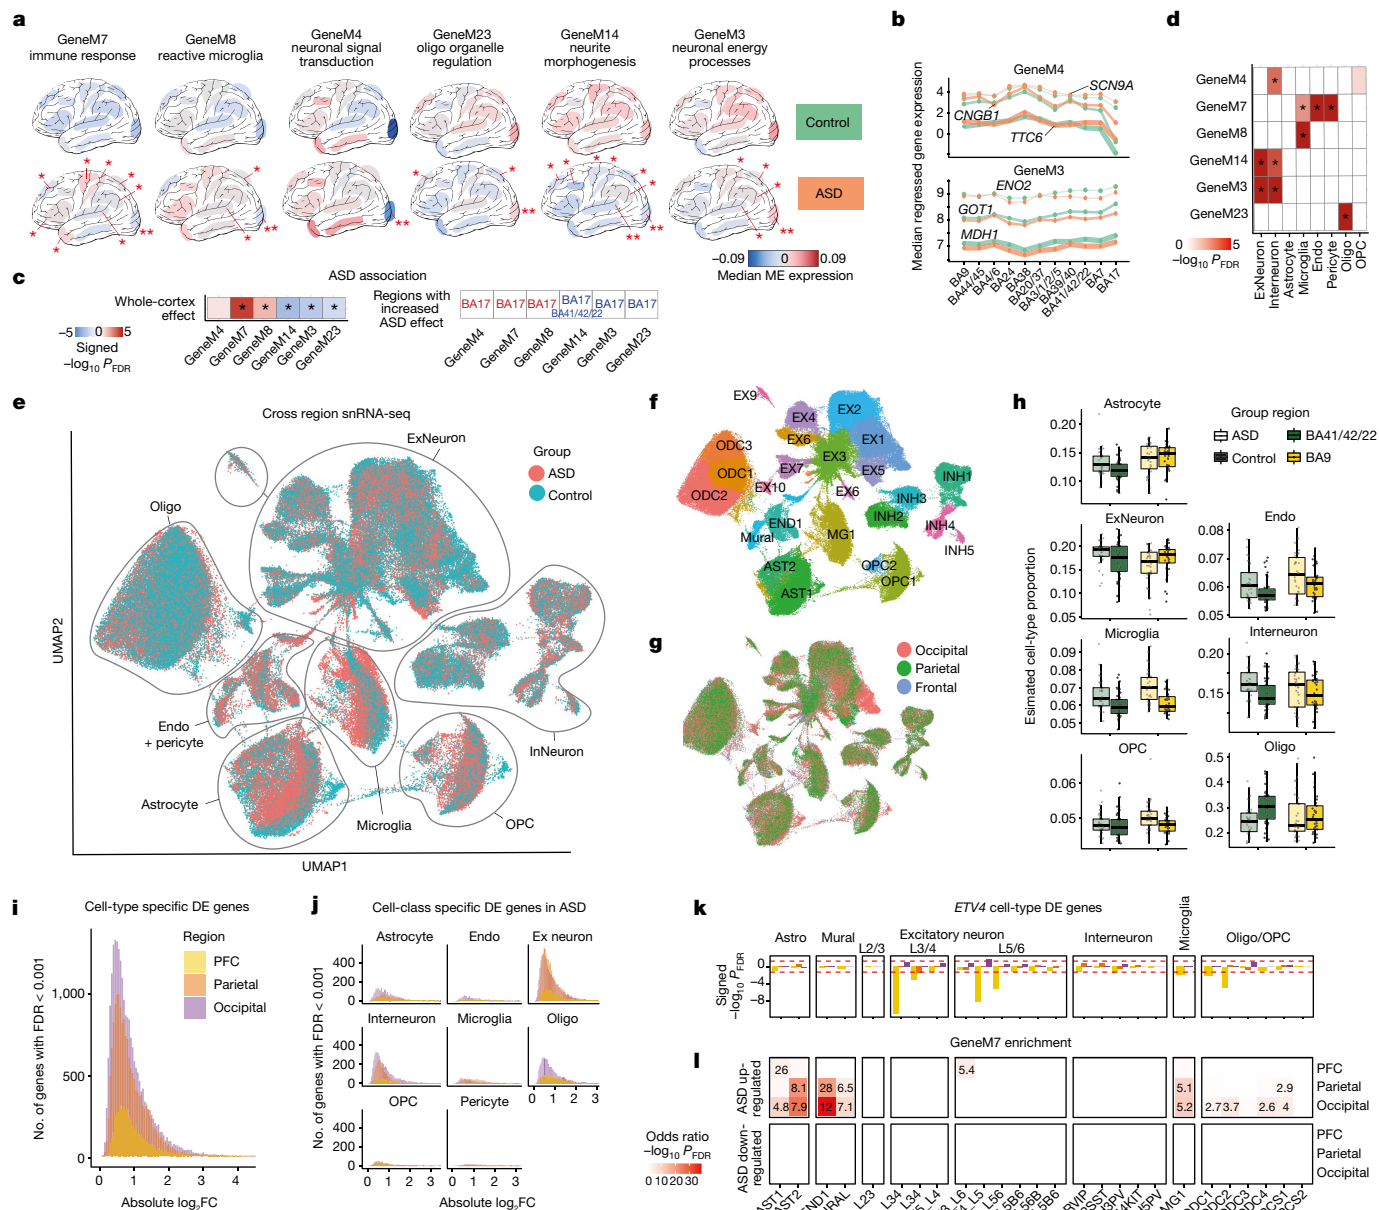 a
GeneM7
immune response
GeneM8
reactive microglia
GeneM4
neuronal signal
transduction
GeneM23
oligo organelle
regulation
GeneM14
neurite
morphogenesis
GeneM3
neuronal energy
processes
Control
ASD
−0.09 0 0.09
Median ME expression
b
Median regressed gene expression
GeneM4
4
2
0
SCN9A
CNGB1
TTC6
GeneM3
9
8
7
ENO2
GOT1
MDH1
BA9
BA44/45
BA4/6
BA24
BA38
BA20/37
BA3/1/2/5
BA39/40
BA41/42/22
BA7
BA17
c
ASD association
Whole-cortex
effect
* * * * *
−5 0 5
Signed
−log10 PFDR
GeneM4
GeneM7
GeneM8
GeneM14
GeneM3
GeneM23
Regions with
increased
ASD effect
BA17 BA17 BA17 BA17 BA17 BA17
BA41/42/22
GeneM4
GeneM7
GeneM8
GeneM14
GeneM3
GeneM23
d
GeneM4
GeneM7
GeneM8
GeneM14
GeneM3
GeneM23
0 5
−log10 PFDR
ExNeuron
Interneuron
Astrocyte
Microglia
Endo
Pericyte
Oligo
OPC
e
Cross region snRNA-seq
ExNeuron
Group
ASD
Control
Oligo
Endo
+ pericyte
Astrocyte
Microglia
OPC
InNeuron
UMAP2
UMAP1
f
EX9
EX4
EX2
EX6
EX1
ODC3
EX3
ODC1
EX7
EX5
ODC2
EX10
EX6
INH1
INH3
END1
INH2
INH4
Mural
MG1
INH5
AST2
OPC2
AST1
OPC1
g
Occipital
Parietal
Frontal
h
Group region
ASD
Control
BA41/42/22
BA9
Esimated cell-type proportion
Astrocyte
0.20
0.15
0.10
ExNeuron
0.20
0.15
0.10
0.05
Endo
0.08
0.07
0.06
0.05
Microglia
0.09
0.08
0.07
0.06
0.05
Interneuron
0.20
0.15
OPC
0.06
0.05
Oligo
0.5
0.4
0.3
0.2
i
Cell-type specific DE genes
No. of genes with FDR < 0.001
1,000
500
0
Region
PFC
Parietal
Occipital
0 1 2 3 4
Absolute log2FC
j
Cell-class specific DE genes in ASD
No. of genes with FDR < 0.001
Astrocyte Endo Ex neuron
400
200
0
Interneuron Microglia Oligo
400
200
0
0 1 2 3
OPC Pericyte
400
200
0
0 1 2 3 0 1 2 3
Absolute log2FC
k
ETV4 cell-type DE genes
Astro Mural Excitatory neuron Interneuron Microglia Oligo/OPC
L2/3 L3/4 L5/6
Signed
−log10 PFDR
0
−4
−8
l
GeneM7 enrichment
ASD up-
regulated
26 5.4 PFC
8.1 28 6.5 5.1 2.9 Parietal
4.8 7.9 12 7.1 5.2 2.7 3.7 2.6 4 Occipital
ASD down-
regulated
PFC
Parietal
Occipital
Odds ratio
−log10 PFDR
0 10 20 30